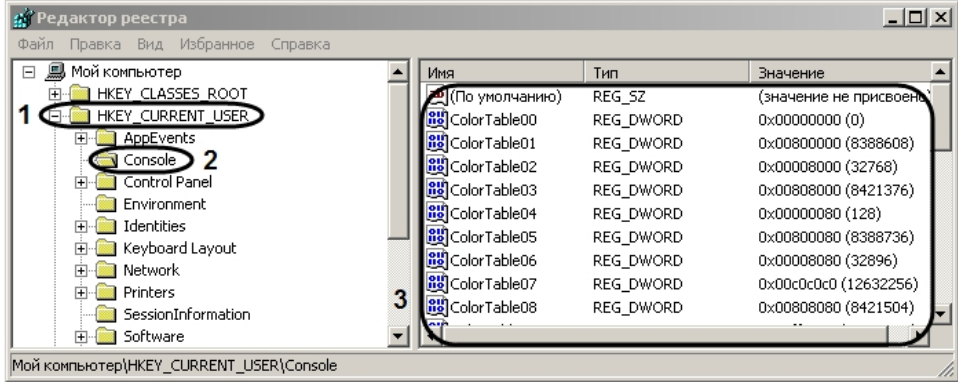 Редактор реестра
Файл Правка Вид Избранное Справка
Мой компьютер
HKEY_CLASSES_ROOT
1 HKEY_CURRENT_USER
AppEvents
Console 2
Control Panel
Environment
Identities
Keyboard Layout
Network
Printers
SessionInformation
Software
3
Имя Тип Значение
(По умолчанию) REG_SZ (значение не присвоено)
ColorTable00 REG_DWORD 0x00000000 (0)
ColorTable01 REG_DWORD 0x00800000 (8388608)
ColorTable02 REG_DWORD 0x00008000 (32768)
ColorTable03 REG_DWORD 0x00808000 (8421376)
ColorTable04 REG_DWORD 0x00000080 (128)
ColorTable05 REG_DWORD 0x00800080 (8388736)
ColorTable06 REG_DWORD 0x00008080 (32896)
ColorTable07 REG_DWORD 0x00c0c0c0 (12632256)
ColorTable08 REG_DWORD 0x00808080 (8421504)
Мой компьютер\HKEY_CURRENT_USER\Console